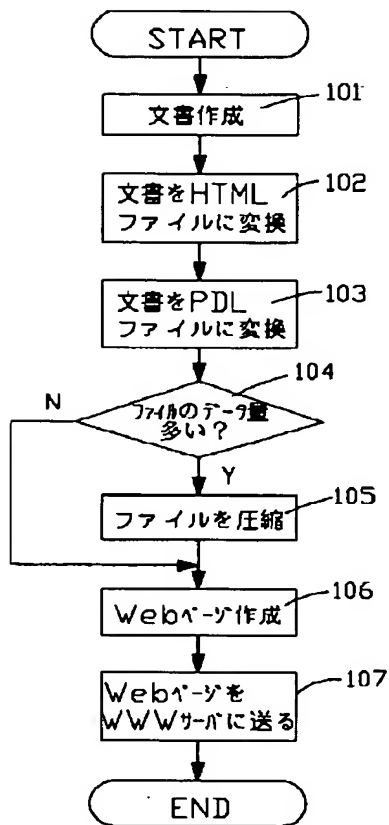 START
101
文書作成
102
文書をHTML
ファイルに変換
103
文書をPDL
ファイルに変換
104
N
ファイルのデータ量
多い?
Y
105
ファイルを圧縮
106
Webページ作成
107
Webページを
WWWサーバに送る
END